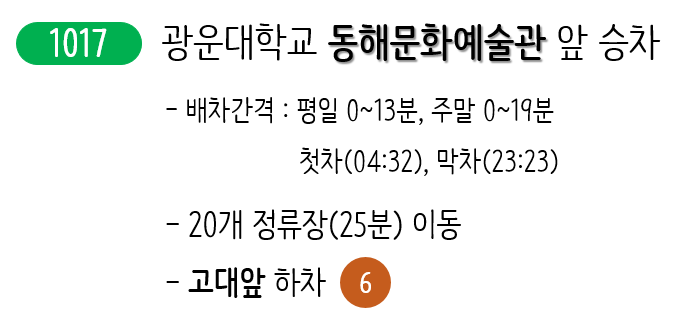 1017 광운대학교 동해문화예술관 앞 승차
- 배차간격 : 평일 0~13분, 주말 0~19분
첫차(04:32), 막차(23:23)
- 20개 정류장(25분) 이동
- 고대앞 하차 6